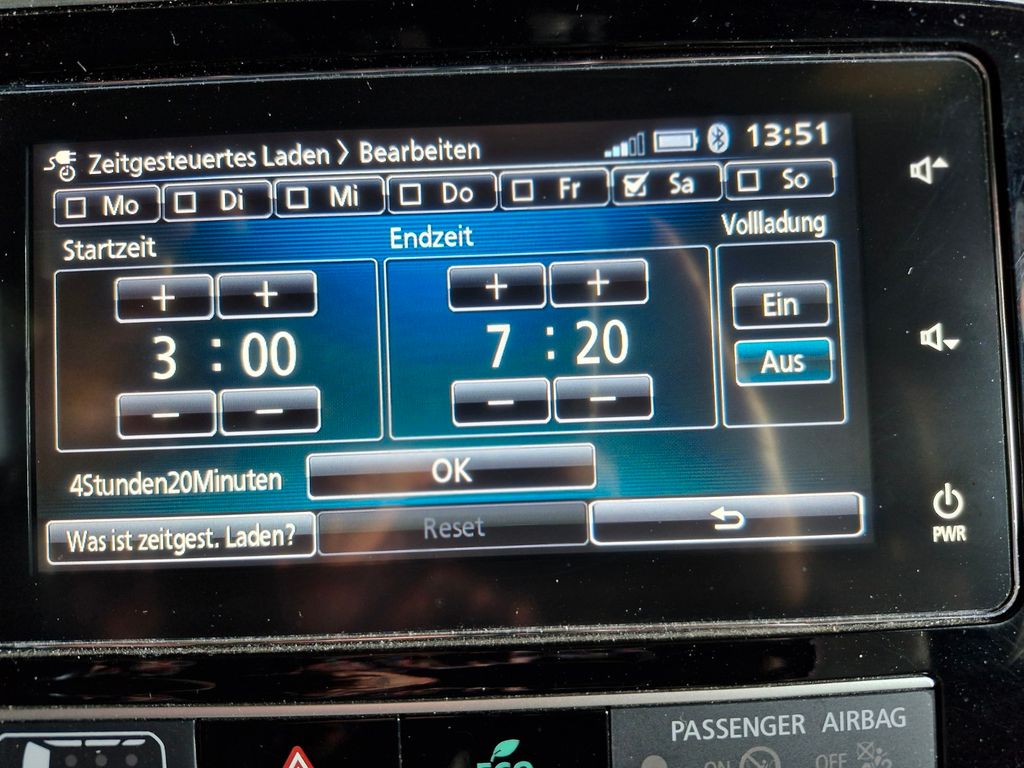 Zeitgesteuertes Laden > Bearbeiten 13:51
Mo Di Mi Do Fr Sa So
Startzeit Endzeit Vollladung
+ + + + Ein
3 : 00 7 : 20 Aus
− − − −
4Stunden20Minuten OK
Was ist zeitgest. Laden? Reset
PWR
PASSENGER AIRBAG
ECO ON OFF